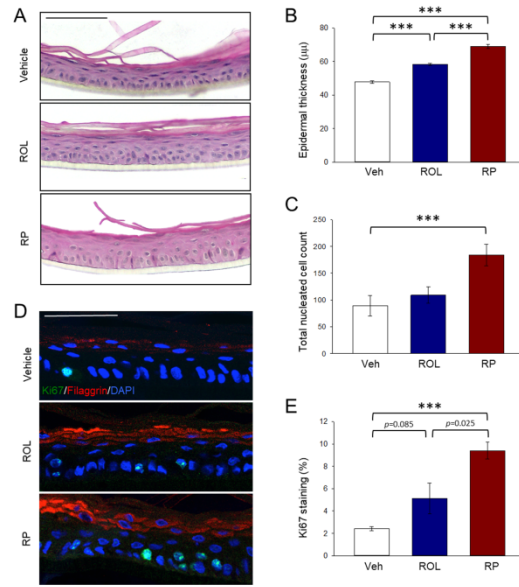 A
Vehicle
ROL
RP
B
Epidermal thickness (µµ)
80
60
40
20
0
***
***
***
Veh
ROL
RP
C
Total nucleated cell count
250
200
150
100
50
0
***
Veh
ROL
RP
D
Vehicle
Ki67/Filaggrin/DAPI
ROL
RP
E
Ki67 staining (%)
12
10
8
6
4
2
0
***
p=0.085
p=0.025
Veh
ROL
RP